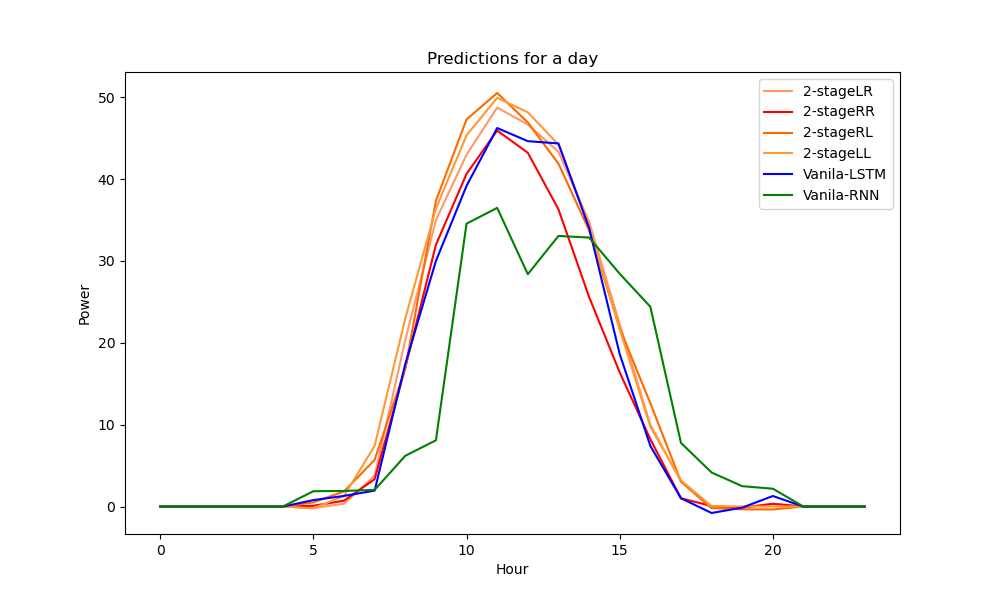 Predictions for a day
2-stageLR
2-stageRR
2-stageRL
2-stageLL
Vanila-LSTM
Vanila-RNN
Power
50
40
30
20
10
0
0 5 10 15 20
Hour